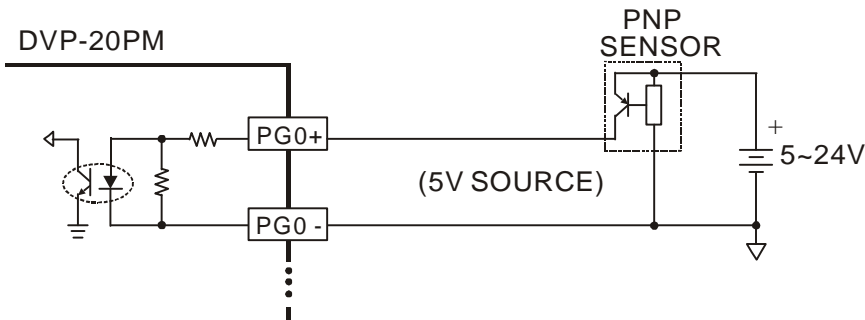 PNP
SENSOR
DVP-20PM
PG0+
+
5~24V
(5V SOURCE)
PG0 -